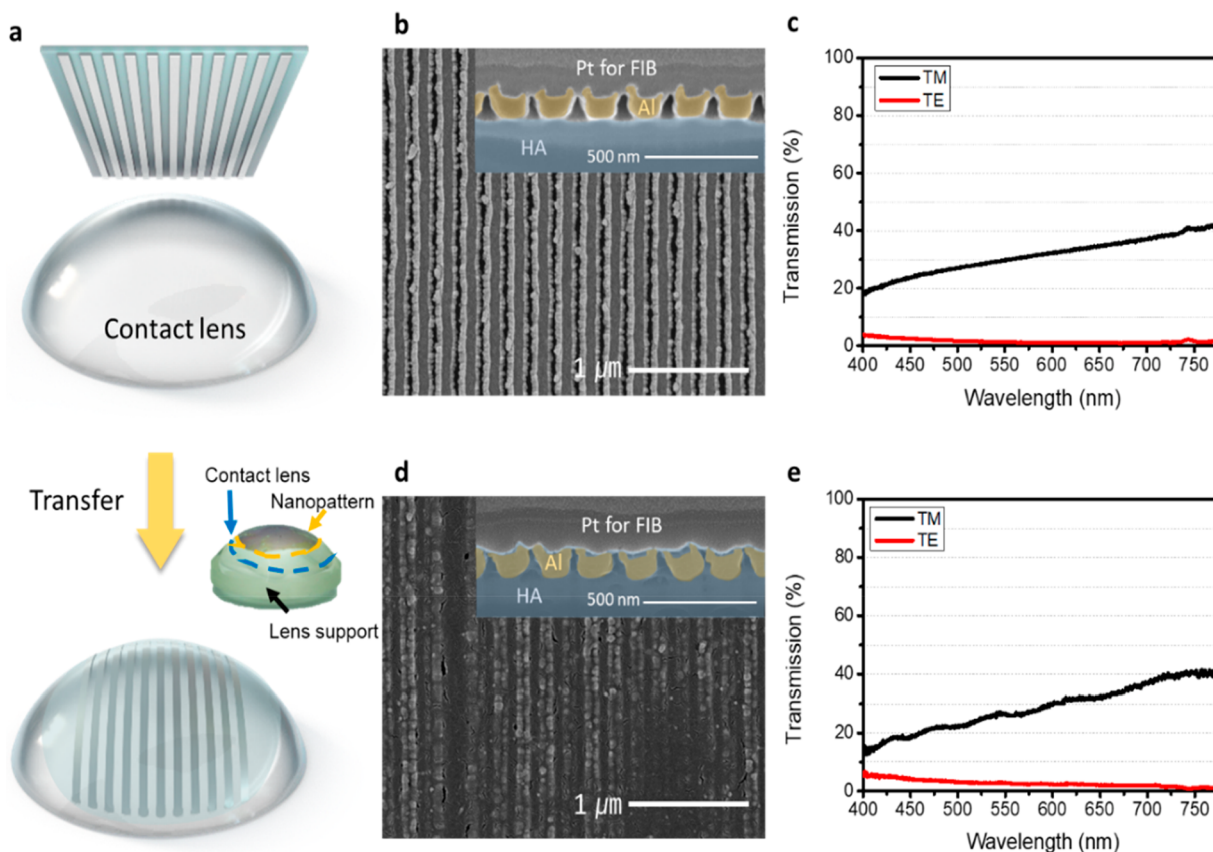 a
Contact lens
Transfer
Contact lens
Nanopattern
Lens support
b
Pt for FIB
Al
HA
500 nm
1 μm
c
TM
TE
Transmission (%)
100
80
60
40
20
0
400 450 500 550 600 650 700 750
Wavelength (nm)
d
Pt for FIB
Al
HA
500 nm
1 μm
e
TM
TE
Transmission (%)
100
80
60
40
20
0
400 450 500 550 600 650 700 750
Wavelength (nm)